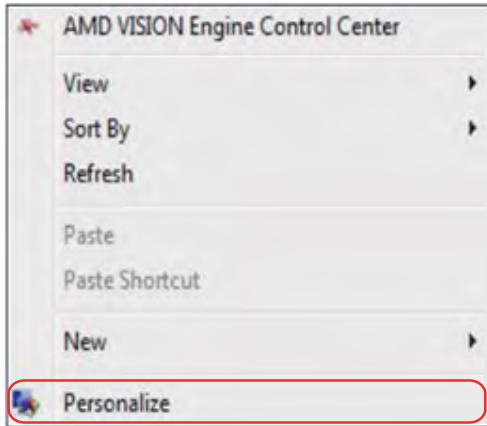 AMD VISION Engine Control Center
View
Sort By
Refresh
Paste
Paste Shortcut
New
Personalize